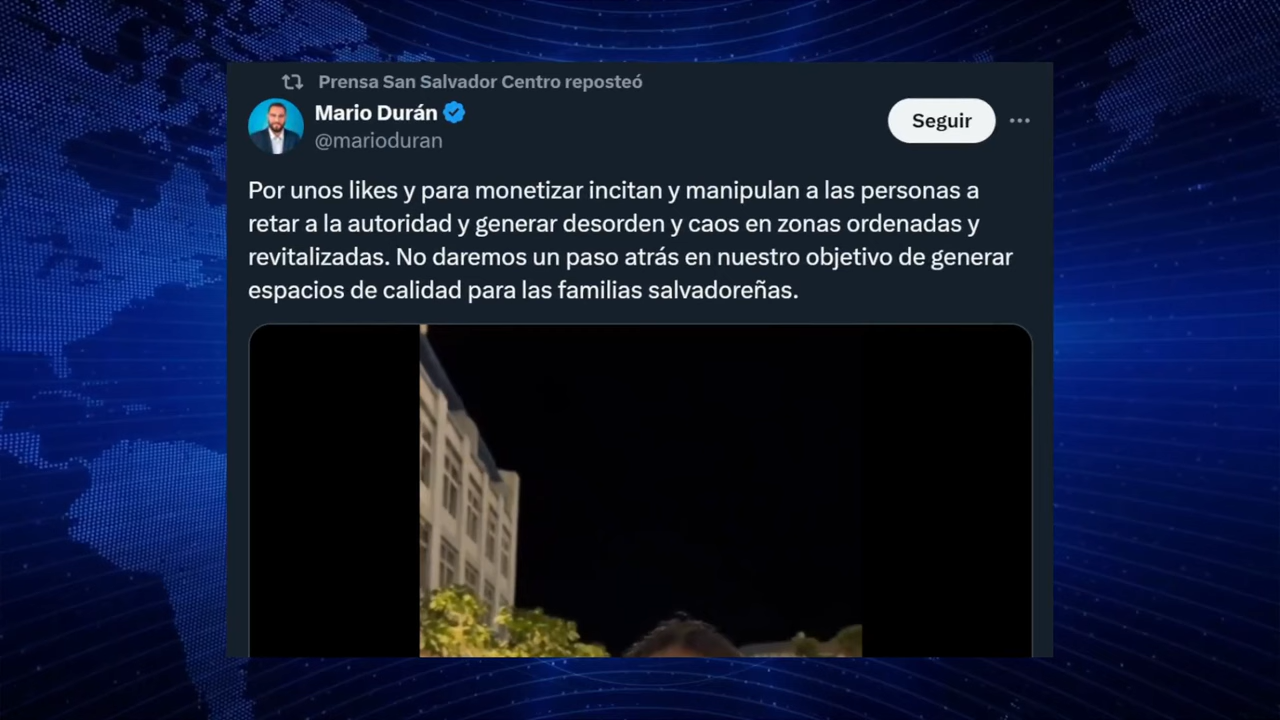 Prensa San Salvador Centro reposteó
Mario Durán
@marioduran
Seguir
Por unos likes y para monetizar incitan y manipulan a las personas a
retar a la autoridad y generar desorden y caos en zonas ordenadas y
revitalizadas. No daremos un paso atrás en nuestro objetivo de generar
espacios de calidad para las familias salvadoreñas.